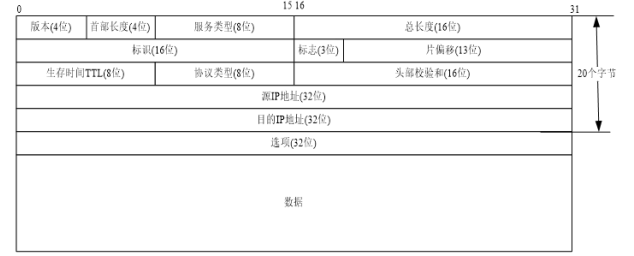 0 15 16 31
版本(4位) 首部长度(4位) 服务类型(8位) 总长度(16位)
标识(16位) 标志(3位) 片偏移(13位)
生存时间TTL(8位) 协议类型(8位) 头部校验和(16位) 20个字节
源IP地址(32位)
目的IP地址(32位)
选项(32位)
数据